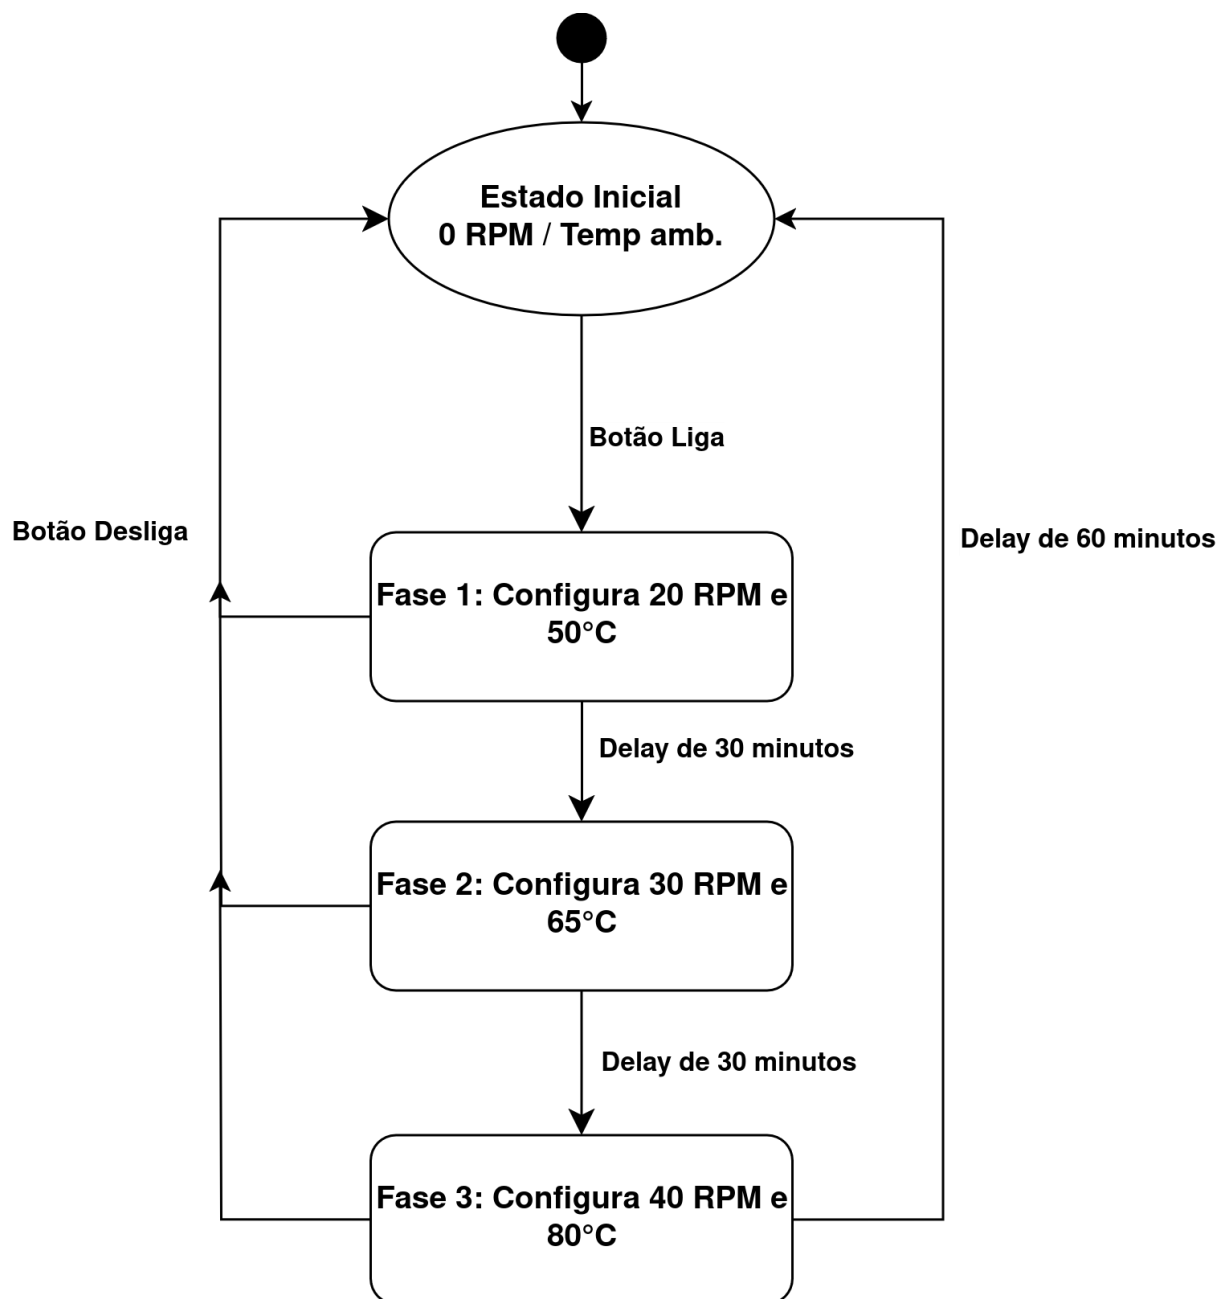 Estado Inicial
0 RPM / Temp amb.
Botão Liga
Botão Desliga
Delay de 60 minutos
Fase 1: Configura 20 RPM e
50°C
Delay de 30 minutos
Fase 2: Configura 30 RPM e
65°C
Delay de 30 minutos
Fase 3: Configura 40 RPM e
80°C